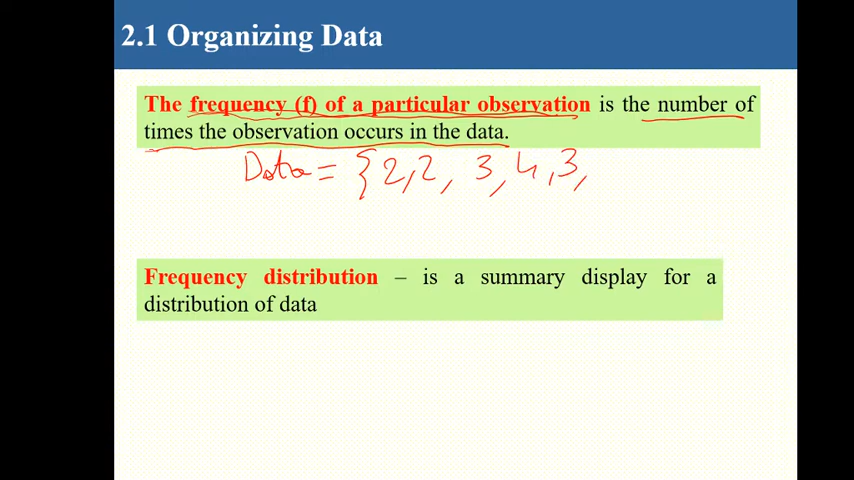 2.1 Organizing Data
The frequency (f) of a particular observation is the number of
times the observation occurs in the data.
Data = {2,2, 3, 4, 3,
Frequency distribution – is a summary display for a
distribution of data